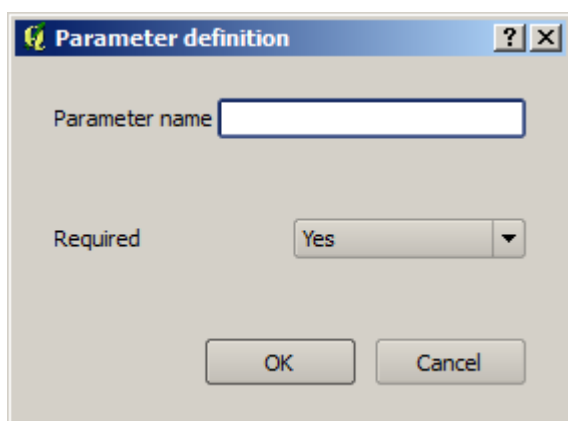 Parameter definition
Parameter name
Required Yes
OK Cancel